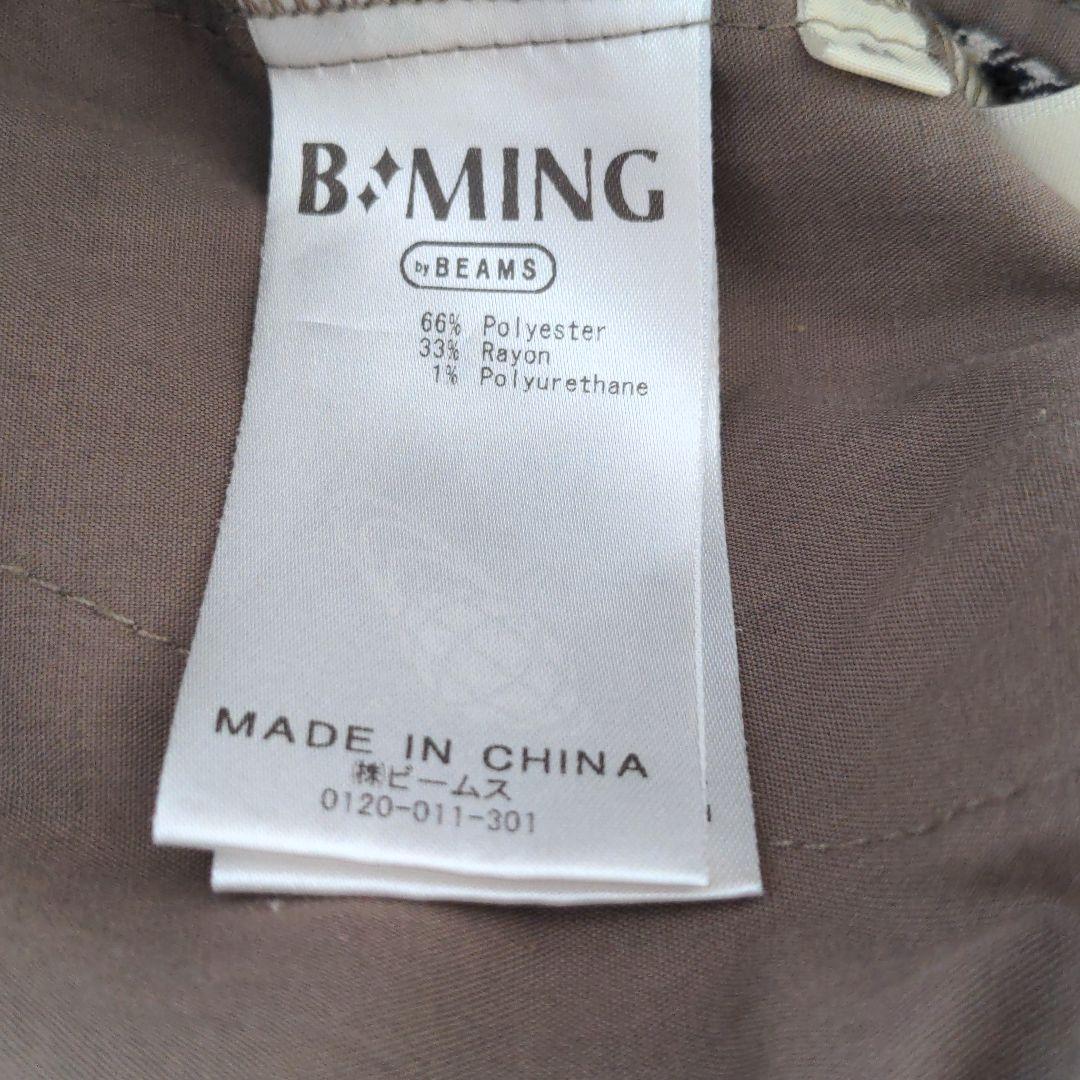 B MING
by BEAMS
66% Polyester
33% Rayon
1% Polyurethane
MADE IN CHINA
㈱ビームス
0120-011-301